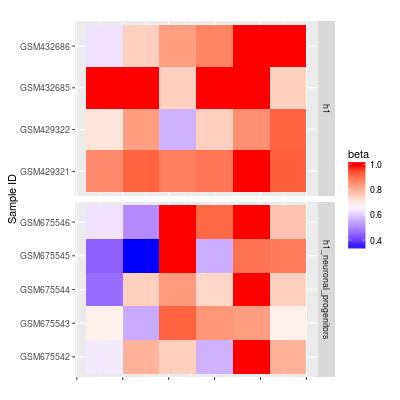 GSM432686
GSM432685
GSM429322
GSM429321
h1
GSM675546
GSM675545
GSM675544
GSM675543
GSM675542
h1_neuronal_progenitors
Sample ID
beta
1.0
0.8
0.6
0.4